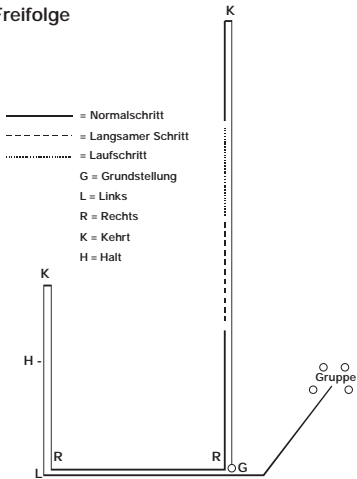 Freifolge
K
= Normalschritt
= Langsamer Schritt
= Laufschritt
G = Grundstellung
L = Links
R = Rechts
K = Kehrt
H = Halt
K
H -
Gruppe
R
R
G
L